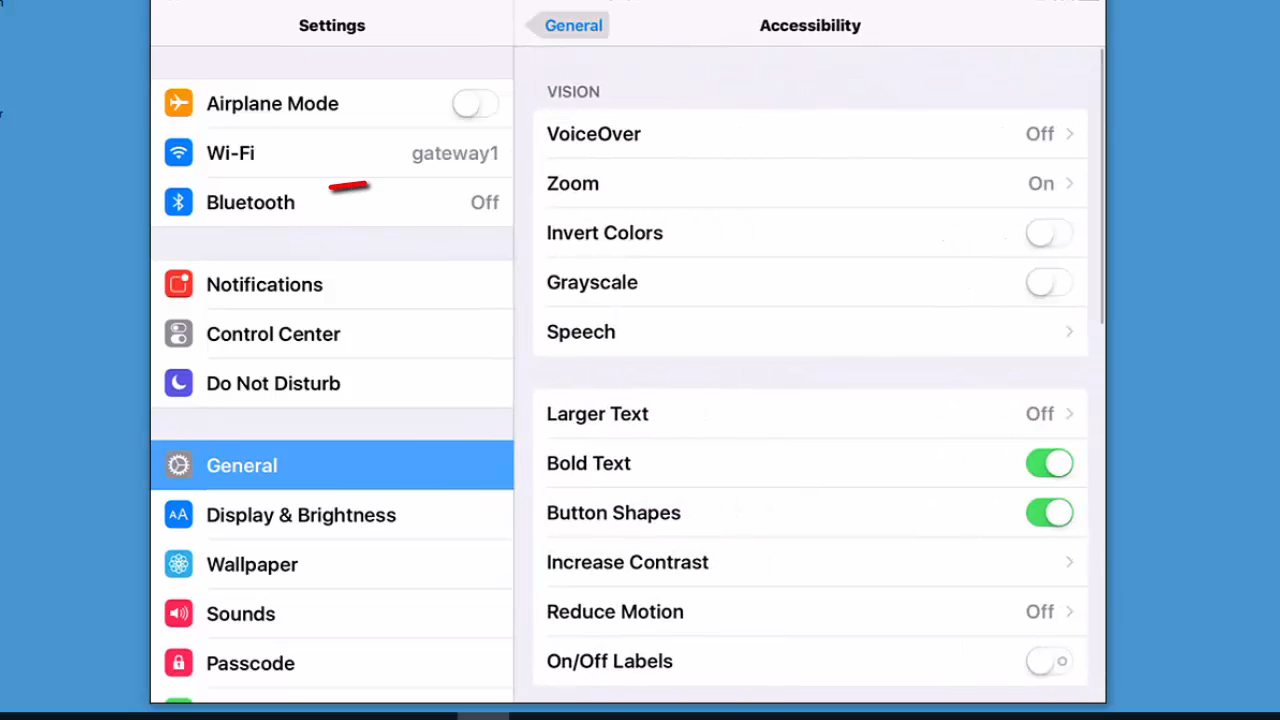 Settings
Airplane Mode
Wi-Fi gateway1
Bluetooth Off
Notifications
Control Center
Do Not Disturb
General
AA Display & Brightness
Wallpaper
Sounds
Passcode
General Accessibility
VISION
VoiceOver Off
Zoom On
Invert Colors
Grayscale
Speech
Larger Text Off
Bold Text
Button Shapes
Increase Contrast
Reduce Motion Off
On/Off Labels